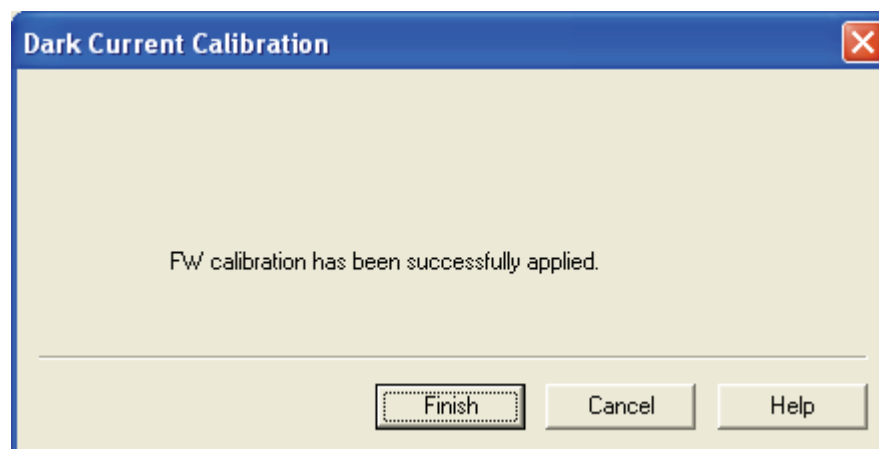 Dark Current Calibration
FW calibration has been successfully applied.
Finish Cancel Help